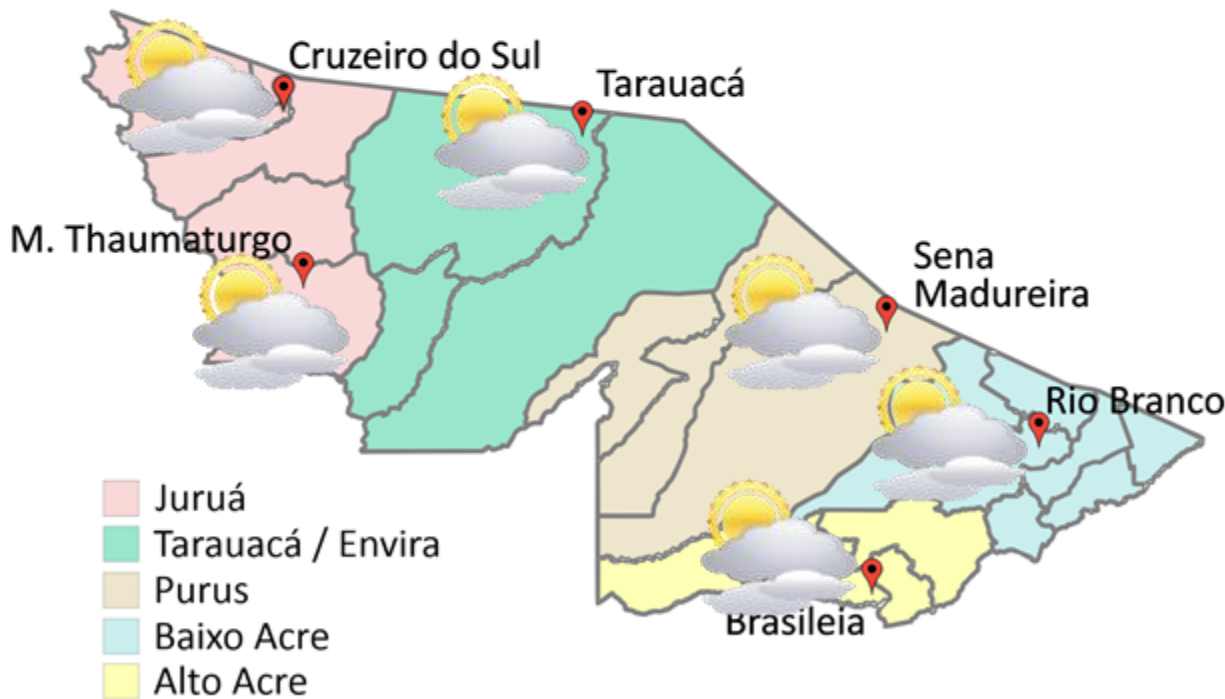 Cruzeiro do Sul
Tarauacá
M. Thaumaturgo
Sena
Madureira
Rio Branco
Brasileia
Juruá
Tarauacá / Envira
Purus
Baixo Acre
Alto Acre